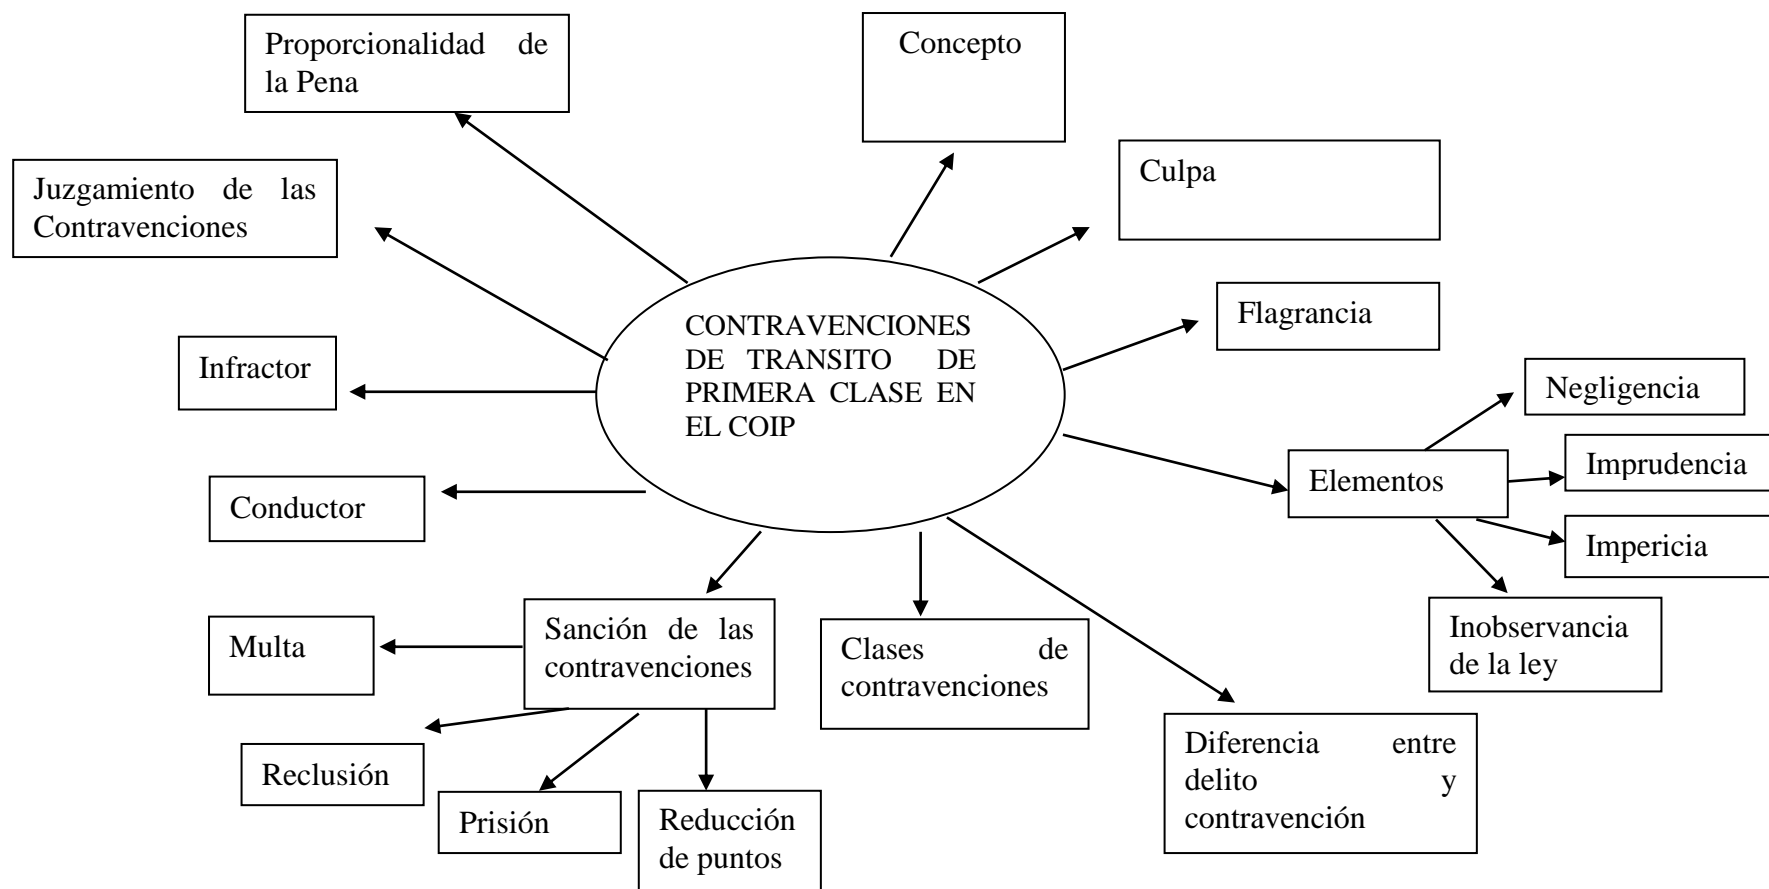 Proporcionalidad de
la Pena
Concepto
Culpa
Juzgamiento de las
Contravenciones
Flagrancia
CONTRAVENCIONES
DE TRANSITO DE
PRIMERA CLASE EN
EL COIP
Infractor
Negligencia
Imprudencia
Elementos
Impericia
Conductor
Inobservancia
de la ley
Multa
Sanción de las
contravenciones
Clases de
contravenciones
Diferencia entre
delito y
contravención
Reclusión
Prisión
Reducción
de puntos